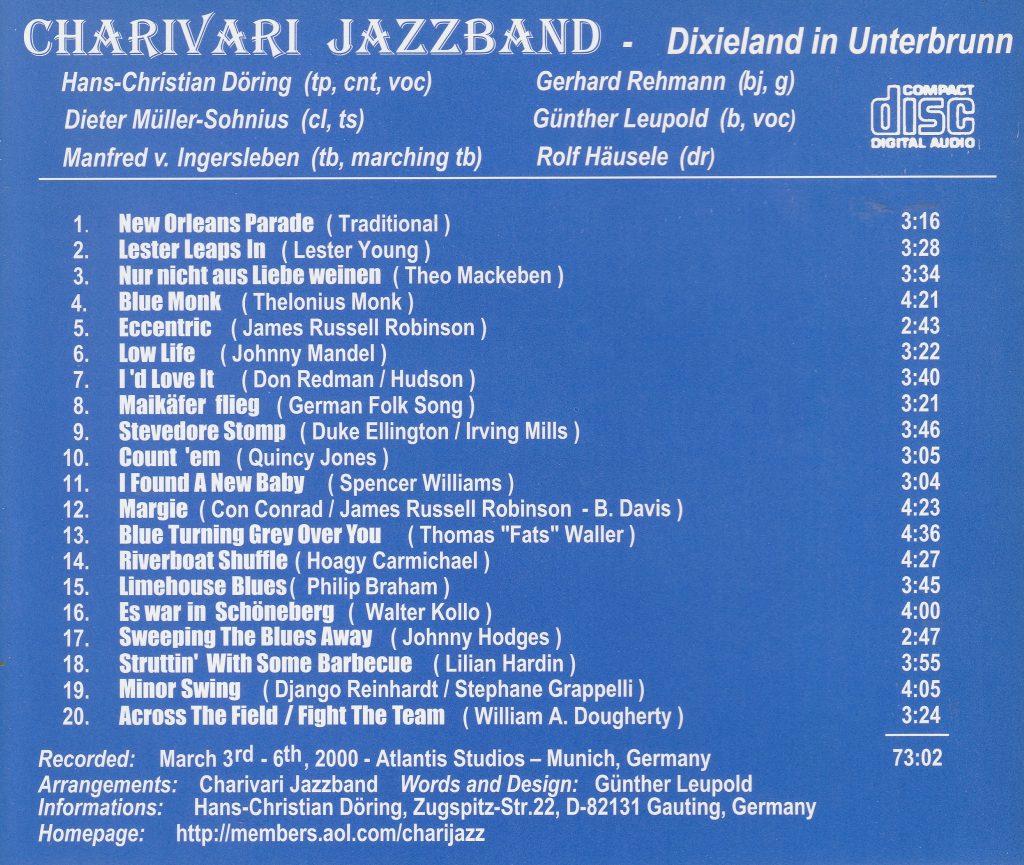 CHARIVARI JAZZBAND - Dixieland in Unterbrunn
Hans-Christian Döring (tp, cnt, voc) Gerhard Rehmann (bj, g)
Dieter Müller-Sohnius (cl, ts) Günther Leupold (b, voc)
Manfred v. Ingersleben (tb, marching tb) Rolf Häusele (dr)
COMPACT
disc
DIGITAL AUDIO
1. New Orleans Parade ( Traditional ) 3:16
2. Lester Leaps In ( Lester Young ) 3:28
3. Nur nicht aus Liebe weinen ( Theo Mackeben ) 3:34
4. Blue Monk ( Thelonius Monk ) 4:21
5. Eccentric ( James Russell Robinson ) 2:43
6. Low Life ( Johnny Mandel ) 3:22
7. I 'd Love It ( Don Redman / Hudson ) 3:40
8. Maikäfer flieg ( German Folk Song ) 3:21
9. Stevedore Stomp ( Duke Ellington / Irving Mills ) 3:46
10. Count 'em ( Quincy Jones ) 3:05
11. I Found A New Baby ( Spencer Williams ) 3:04
12. Margie ( Con Conrad / James Russell Robinson - B. Davis ) 4:23
13. Blue Turning Grey Over You ( Thomas "Fats" Waller ) 4:36
14. Riverboat Shuffle ( Hoagy Carmichael ) 4:27
15. Limehouse Blues ( Philip Braham ) 3:45
16. Es war in Schöneberg ( Walter Kollo ) 4:00
17. Sweeping The Blues Away ( Johnny Hodges ) 2:47
18. Struttin' With Some Barbecue ( Lilian Hardin ) 3:55
19. Minor Swing ( Django Reinhardt / Stephane Grappelli ) 4:05
20. Across The Field / Fight The Team ( William A. Dougherty ) 3:24
Recorded: March 3rd - 6th, 2000 - Atlantis Studios – Munich, Germany 73:02
Arrangements: Charivari Jazzband Words and Design: Günther Leupold
Informations: Hans-Christian Döring, Zugspitz-Str.22, D-82131 Gauting, Germany
Homepage: http://members.aol.com/charijazz